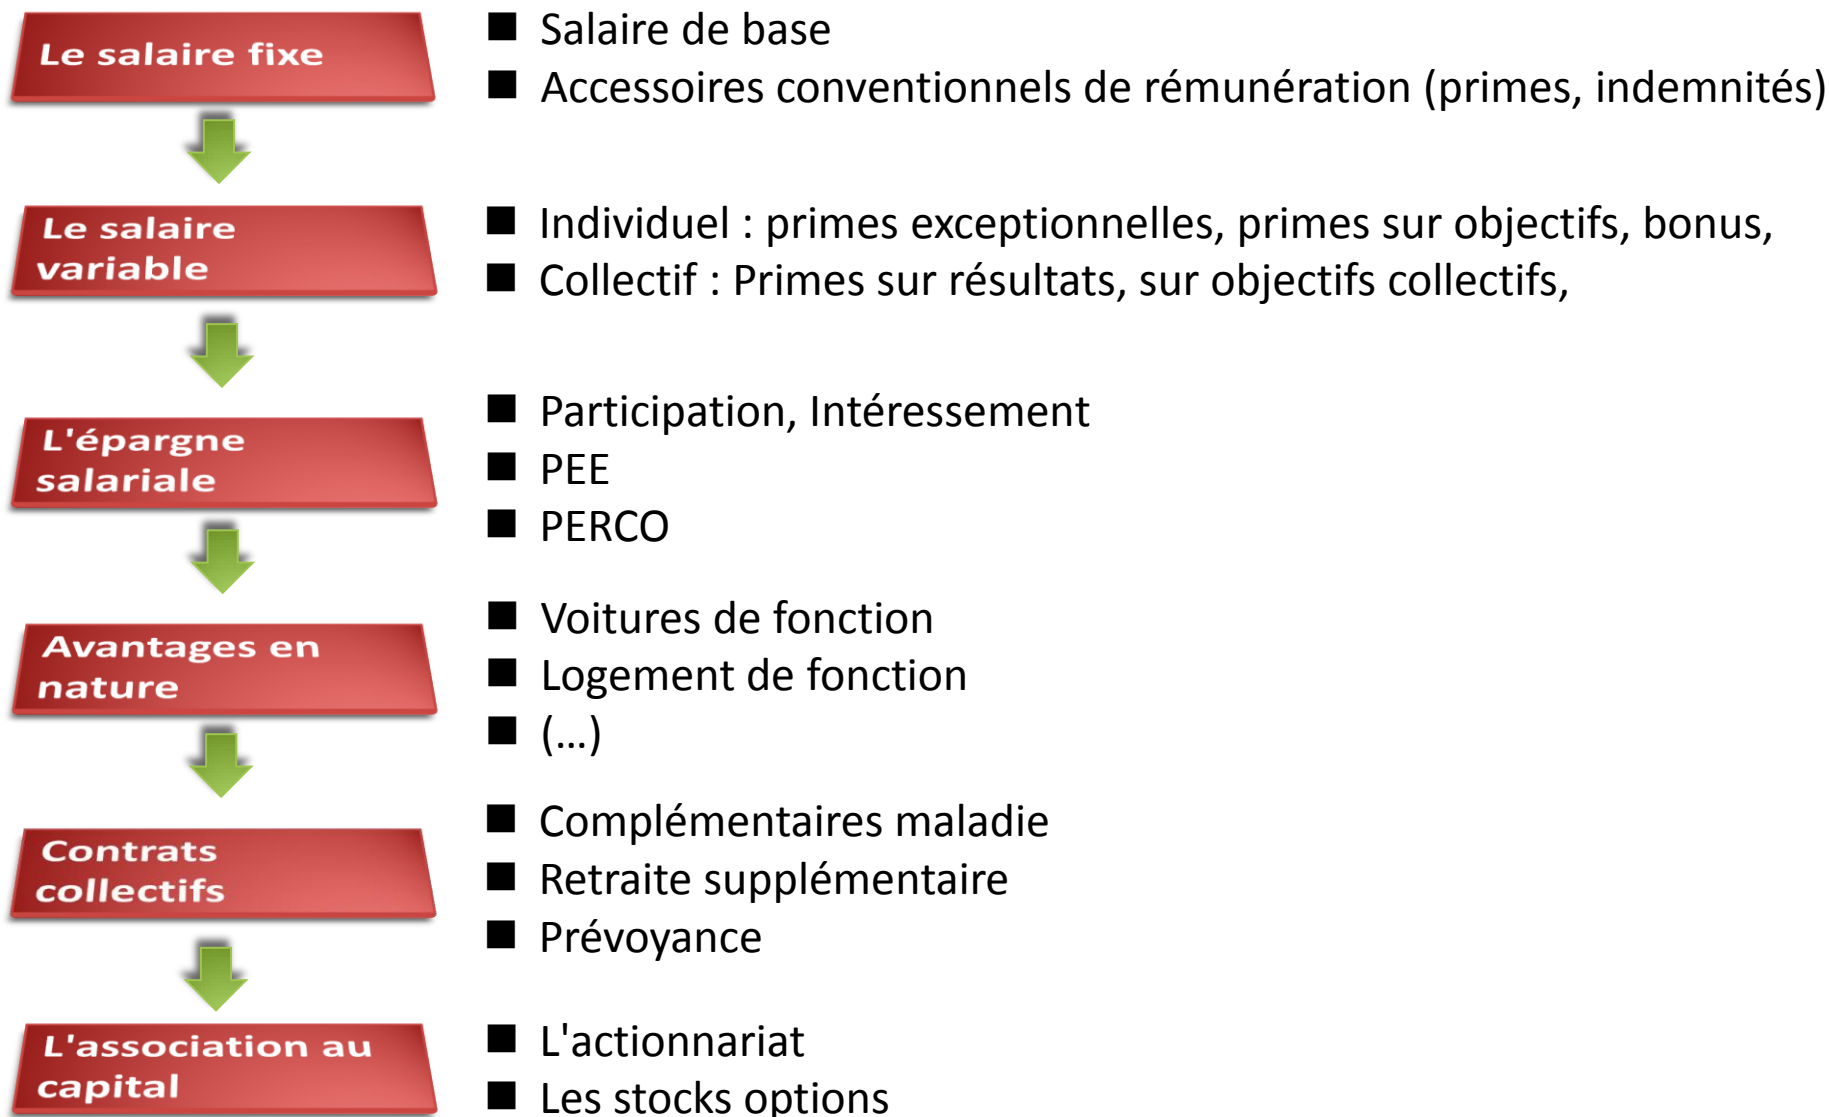 Le salaire fixe
■ Salaire de base
■ Accessoires conventionnels de rémunération (primes, indemnités)
Le salaire
variable
■ Individuel : primes exceptionnelles, primes sur objectifs, bonus,
■ Collectif : Primes sur résultats, sur objectifs collectifs,
L'épargne
salariale
■ Participation, Intéressement
■ PEE
■ PERCO
Avantages en
nature
■ Voitures de fonction
■ Logement de fonction
■ (...)
Contrats
collectifs
■ Complémentaires maladie
■ Retraite supplémentaire
■ Prévoyance
L'association au
capital
■ L'actionnariat
■ Les stocks options